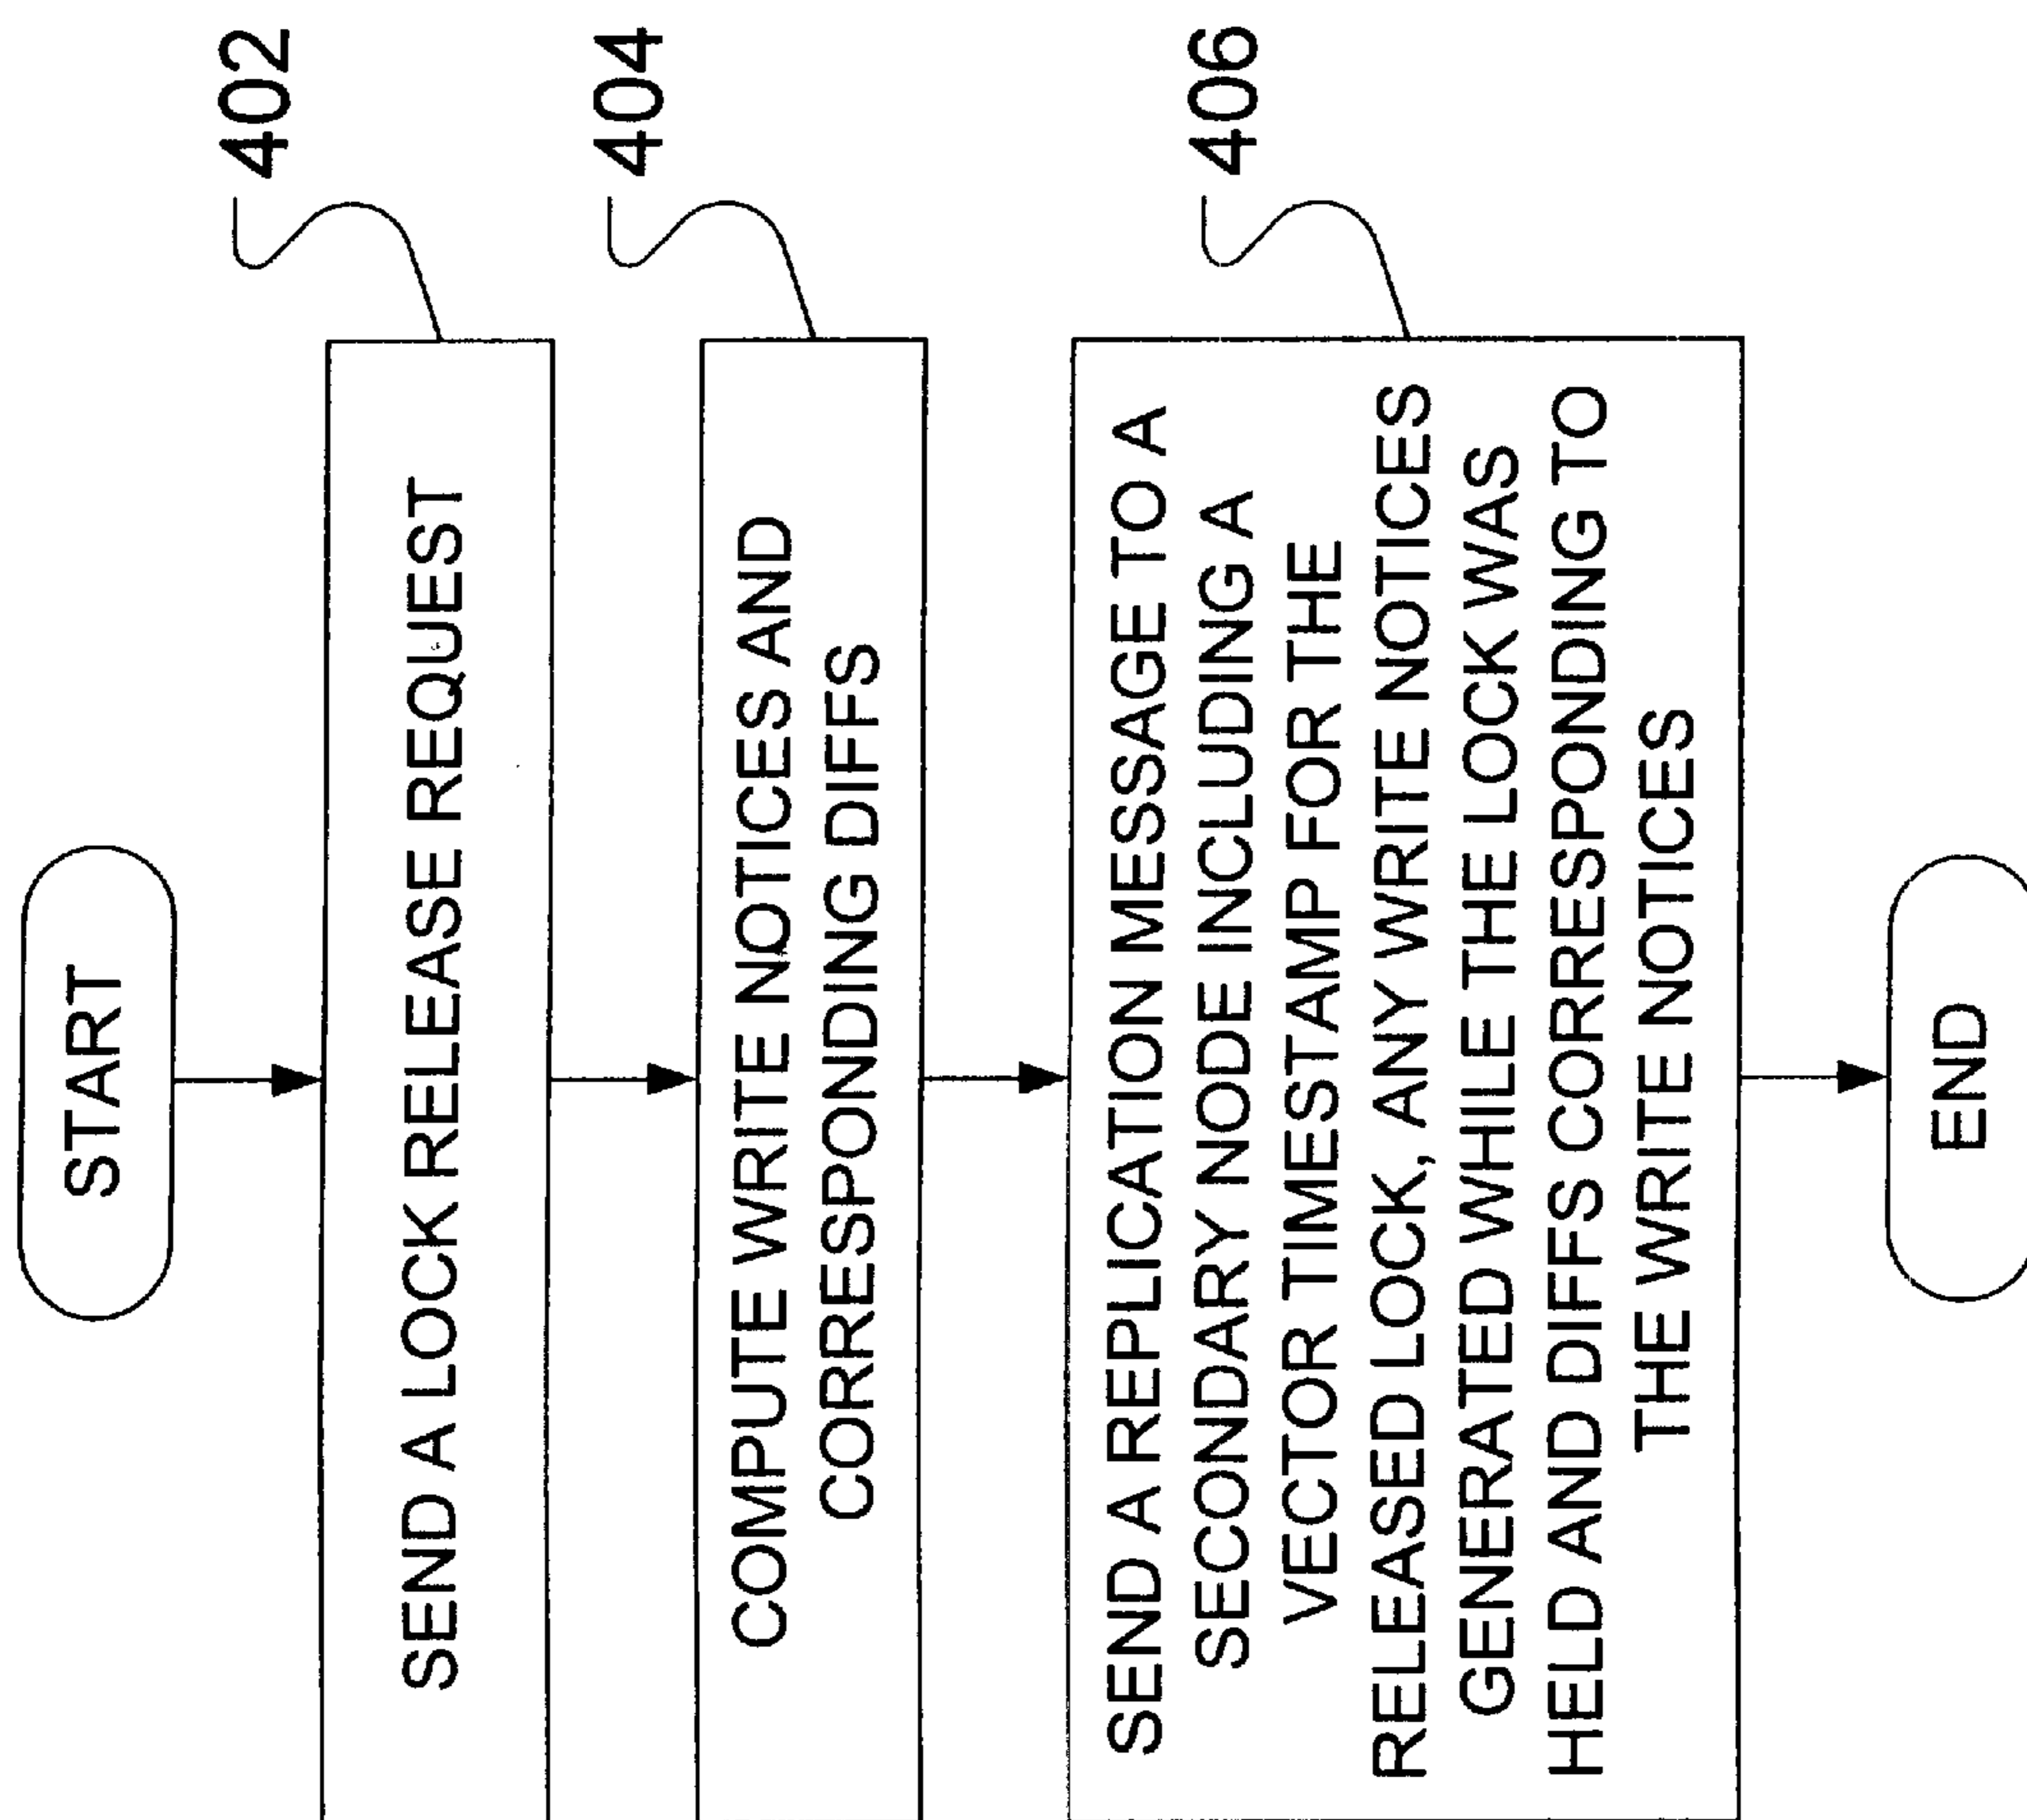 START
SEND A LOCK RELEASE REQUEST
402
COMPUTE WRITE NOTICES AND
CORRESPONDING DIFFS
404
SEND A REPLICATION MESSAGE TO A
SECONDARY NODE INCLUDING A
VECTOR TIMESTAMP FOR THE
RELEASED LOCK, ANY WRITE NOTICES
GENERATED WHILE THE LOCK WAS
HELD AND DIFFS CORRESPONDING TO
THE WRITE NOTICES
406
END